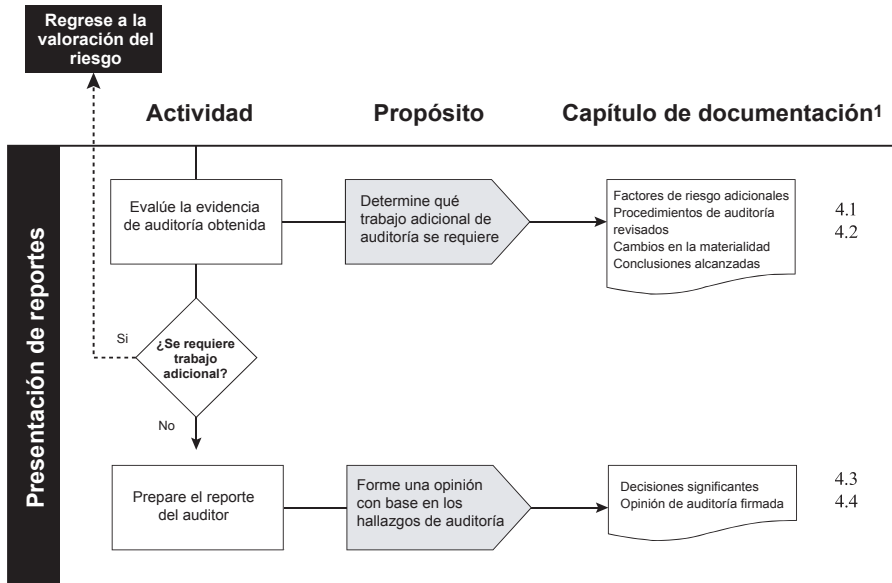 Regrese a la
valoración del
riesgo
Actividad
Propósito
Capítulo de documentación1
Presentación de reportes
Evalúe la evidencia
de auditoría obtenida
Determine qué
trabajo adicional de
auditoría se requiere
Factores de riesgo adicionales
Procedimientos de auditoría
revisados
Cambios en la materialidad
Conclusiones alcanzadas
4.1
4.2
Si
¿Se requiere
trabajo
adicional?
No
Prepare el reporte
del auditor
Forme una opinión
con base en los
hallazgos de auditoría
Decisiones significantes
Opinión de auditoría firmada
4.3
4.4